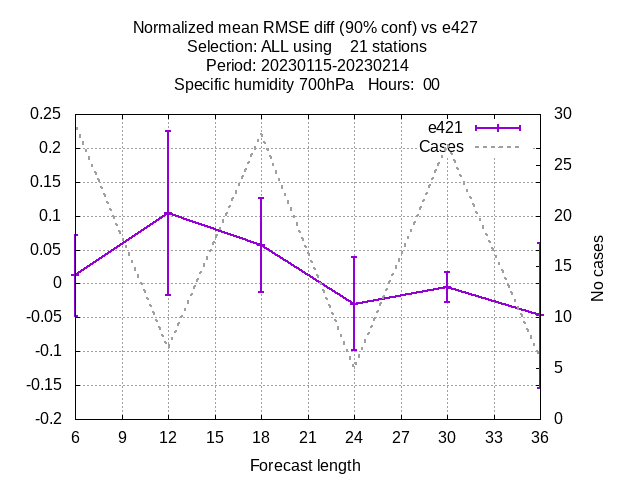 Normalized mean RMSE diff (90% conf) vs e427
Selection: ALL using    21 stations
Period: 20230115-20230214
Specific humidity 700hPa   Hours:  00
e421
Cases
0.25
0.2
0.15
0.1
0.05
0
-0.05
-0.1
-0.15
-0.2
30
25
20
15
10
5
0
No cases
6 9 12 15 18 21 24 27 30 33 36
Forecast length